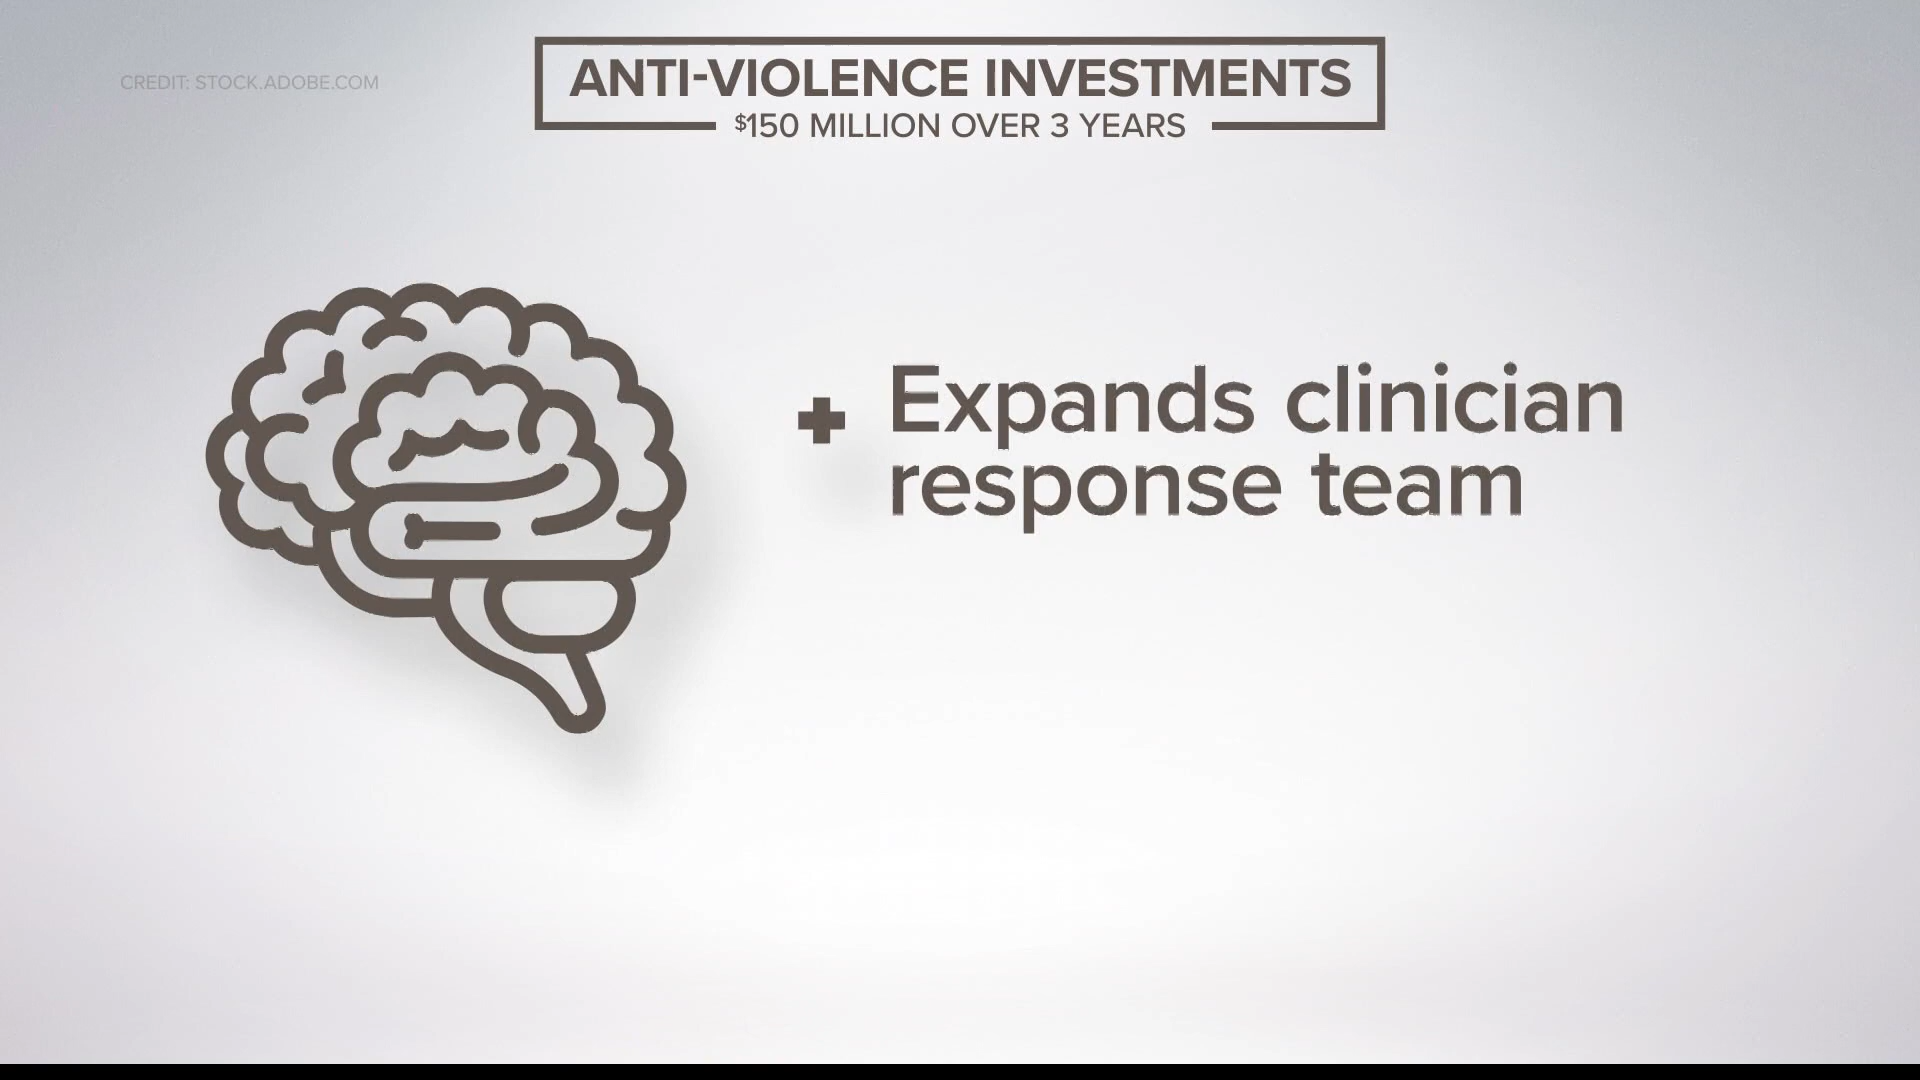 CREDIT: STOCK.ADOBE.COM
ANTI-VIOLENCE INVESTMENTS
$150 MILLION OVER 3 YEARS
+ Expands clinician
response team